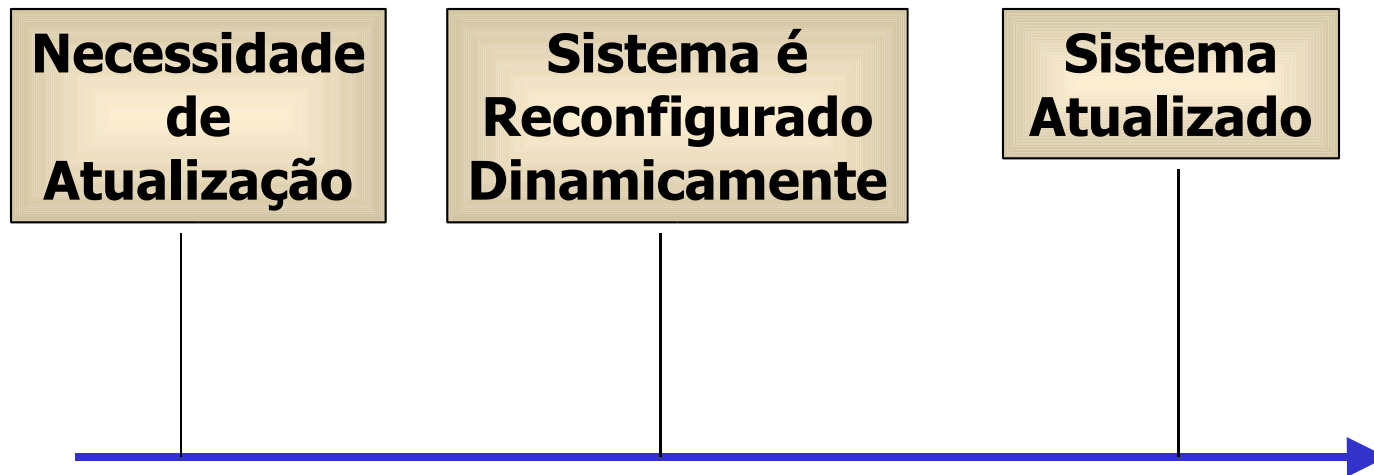 Necessidade
de
Atualização
Sistema é
Reconfigurado
Dinamicamente
Sistema
Atualizado